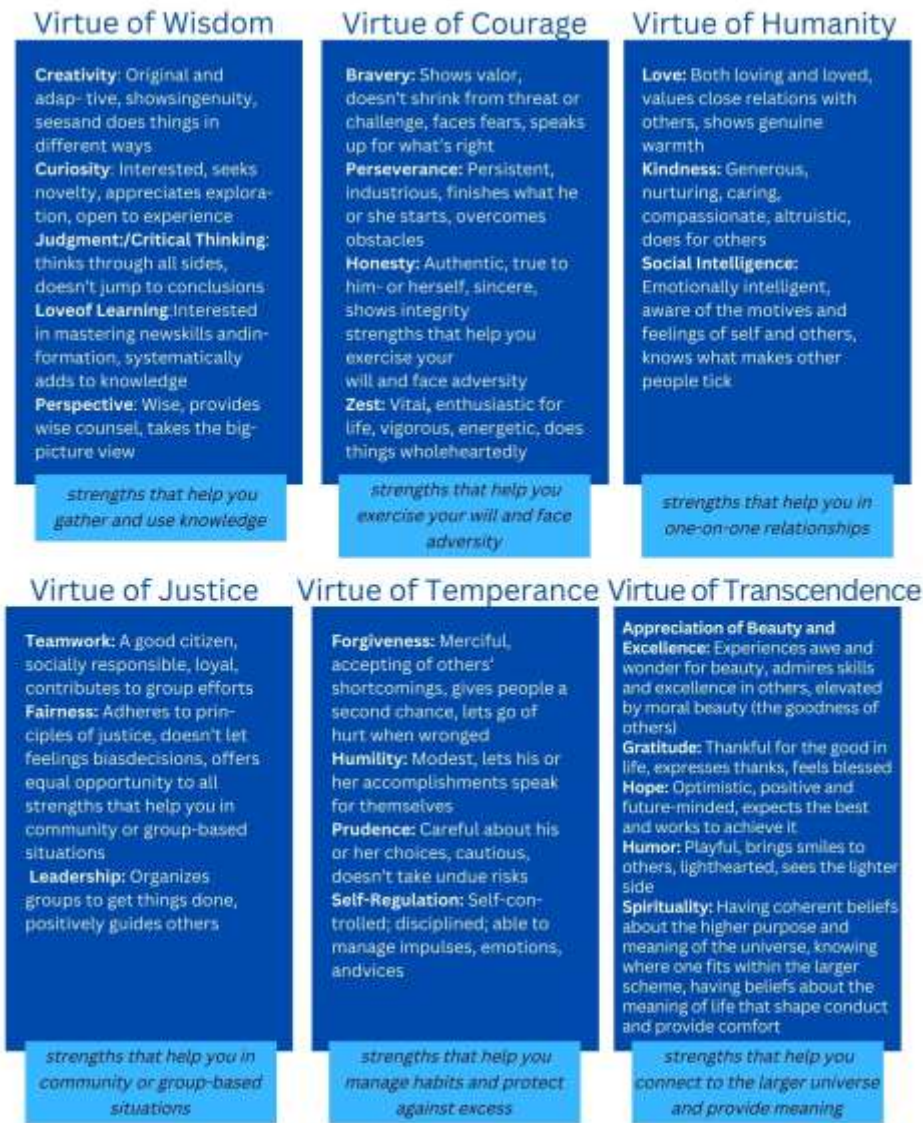 Virtue of Wisdom
Creativity: Original and
adap- tive, showsingenuity,
seesand does things in
different ways
Curiosity: Interested, seeks
novelty, appreciates explora-
tion, open to experience
Judgment:/Critical Thinking:
thinks through all sides,
doesn't jump to conclusions
Loveof Learning:Interested
in mastering newskills andin-
formation, systematically
adds to knowledge
Perspective: Wise, provides
wise counsel, takes the big-
picture view
strengths that help you
gather and use knowledge
Virtue of Courage
Bravery: Shows valor,
doesn't shrink from threat or
challenge, faces fears, speaks
up for what's right
Perseverance: Persistent,
industrious, finishes what he
or she starts, overcomes
obstacles
Honesty: Authentic, true to
him- or herself, sincere,
shows integrity
strengths that help you
exercise your
will and face adversity
Zest: Vital, enthusiastic for
life, vigorous, energetic, does
things wholeheartedly
strengths that help you
exercise your will and face
adversity
Virtue of Humanity
Love: Both loving and loved,
values close relations with
others, shows genuine
warmth
Kindness: Generous,
nurturing, caring,
compassionate, altruistic,
does for others
Social Intelligence:
Emotionally intelligent,
aware of the motives and
feelings of self and others,
knows what makes other
people tick
strengths that help you in
one-on-one relationships
Virtue of Justice
Teamwork: A good citizen,
socially responsible, loyal,
contributes to group efforts
Fairness: Adheres to prin-
ciples of justice, doesn't let
feelings biasdecisions, offers
equal opportunity to all
strengths that help you in
community or group-based
situations
Leadership: Organizes
groups to get things done,
positively guides others
strengths that help you in
community or group-based
situations
Virtue of Temperance
Forgiveness: Merciful,
accepting of others'
shortcomings, gives people a
second chance, lets go of
hurt when wronged
Humility: Modest, lets his or
her accomplishments speak
for themselves
Prudence: Careful about his
or her choices, cautious,
doesn't take undue risks
Self-Regulation: Self-con-
trolled; disciplined; able to
manage impulses, emotions,
andvices
strengths that help you
manage habits and protect
against excess
Virtue of Transcendence
Appreciation of Beauty and
Excellence: Experiences awe and
wonder for beauty, admires skills
and excellence in others, elevated
by moral beauty (the goodness of
others)
Gratitude: Thankful for the good in
life, expresses thanks, feels blessed
Hope: Optimistic, positive and
future-minded, expects the best
and works to achieve it
Humor: Playful, brings smiles to
others, lighthearted, sees the lighter
side
Spirituality: Having coherent beliefs
about the higher purpose and
meaning of the universe, knowing
where one fits within the larger
scheme, having beliefs about the
meaning of life that shape conduct
and provide comfort
strengths that help you
connect to the larger universe
and provide meaning